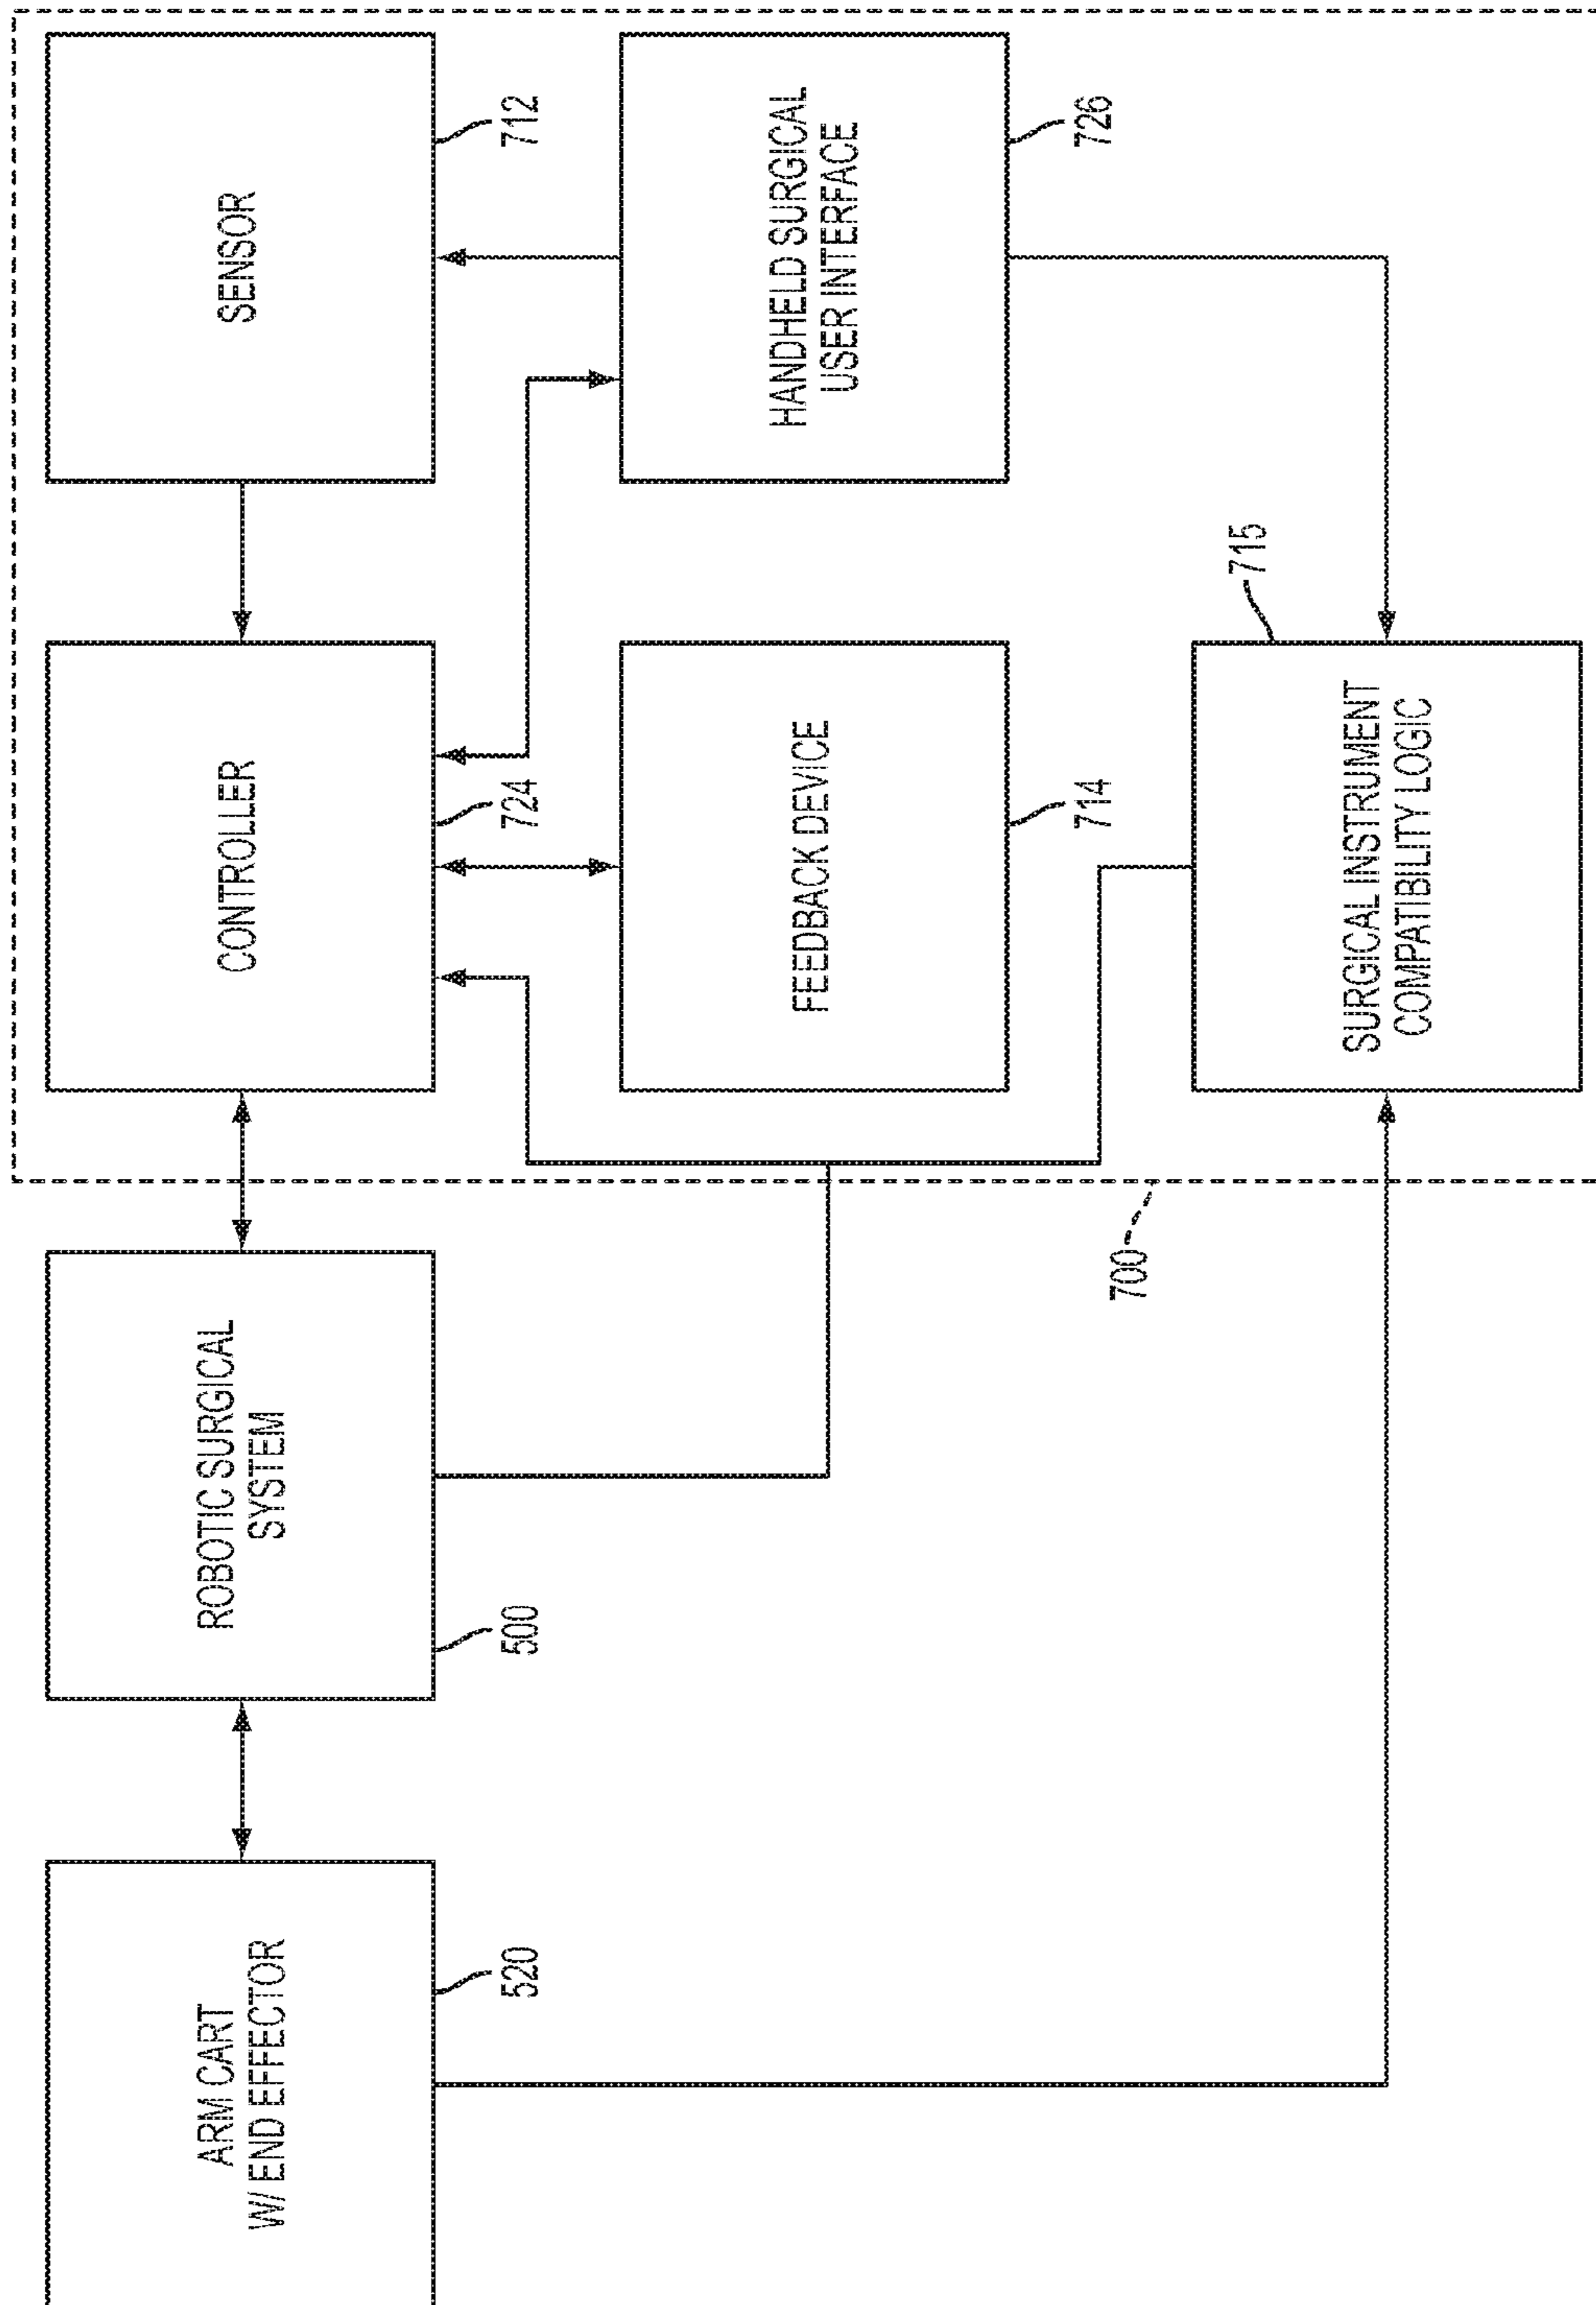 ARM CART
W/ END EFFECTOR
520
ROBOTIC SURGICAL
SYSTEM
500
CONTROLLER
724
SENSOR
712
700
FEEDBACK DEVICE
714
HANDHELD SURGICAL
USER INTERFACE
726
SURGICAL INSTRUMENT
COMPATIBILITY LOGIC
715